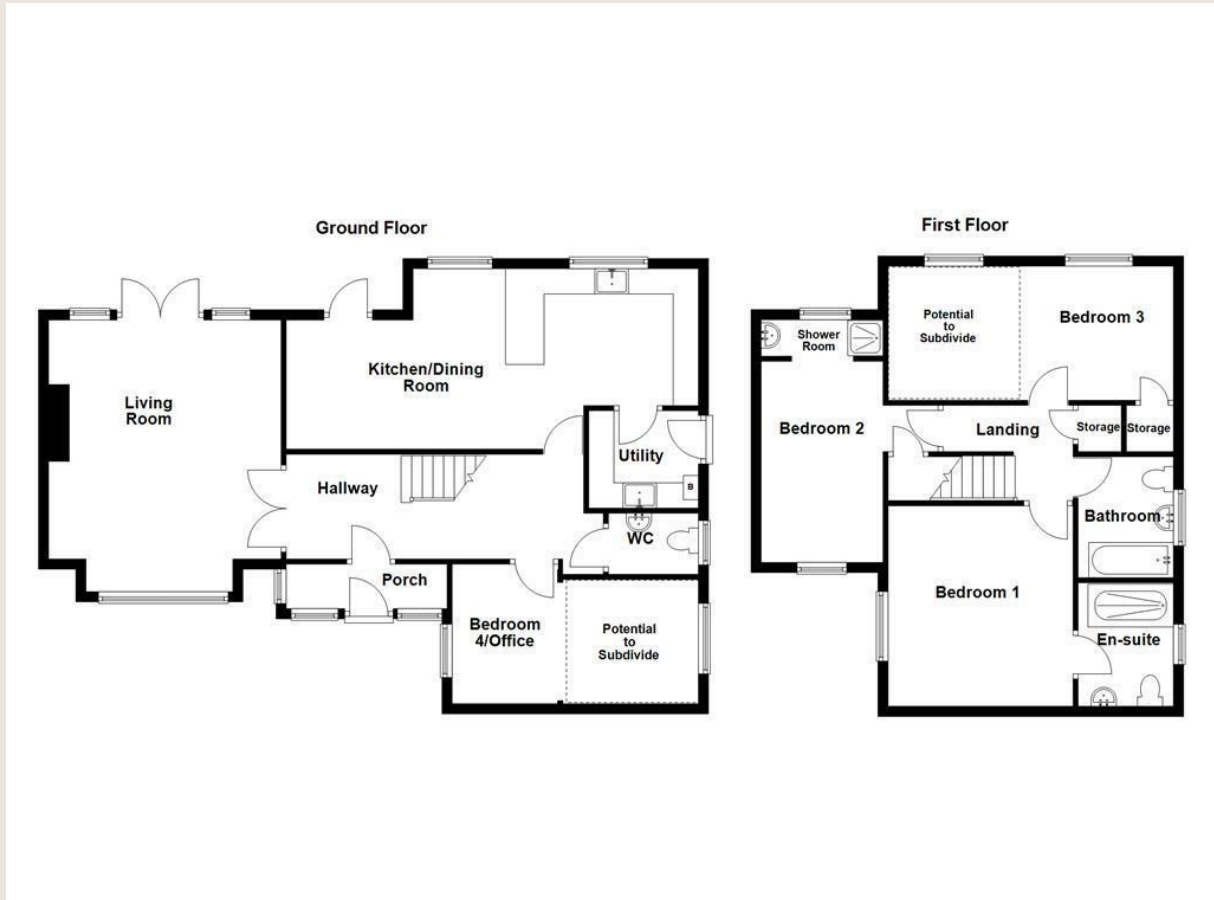 Ground Floor
Living
Room
Kitchen/Dining
Room
Utility
B
Hallway
WC
Porch
Bedroom
4/Office
Potential
to
Subdivide
First Floor
Potential
to
Subdivide
Bedroom 3
Shower
Room
Bedroom 2
Landing
Storage
Storage
Bathroom
Bedroom 1
En-suite